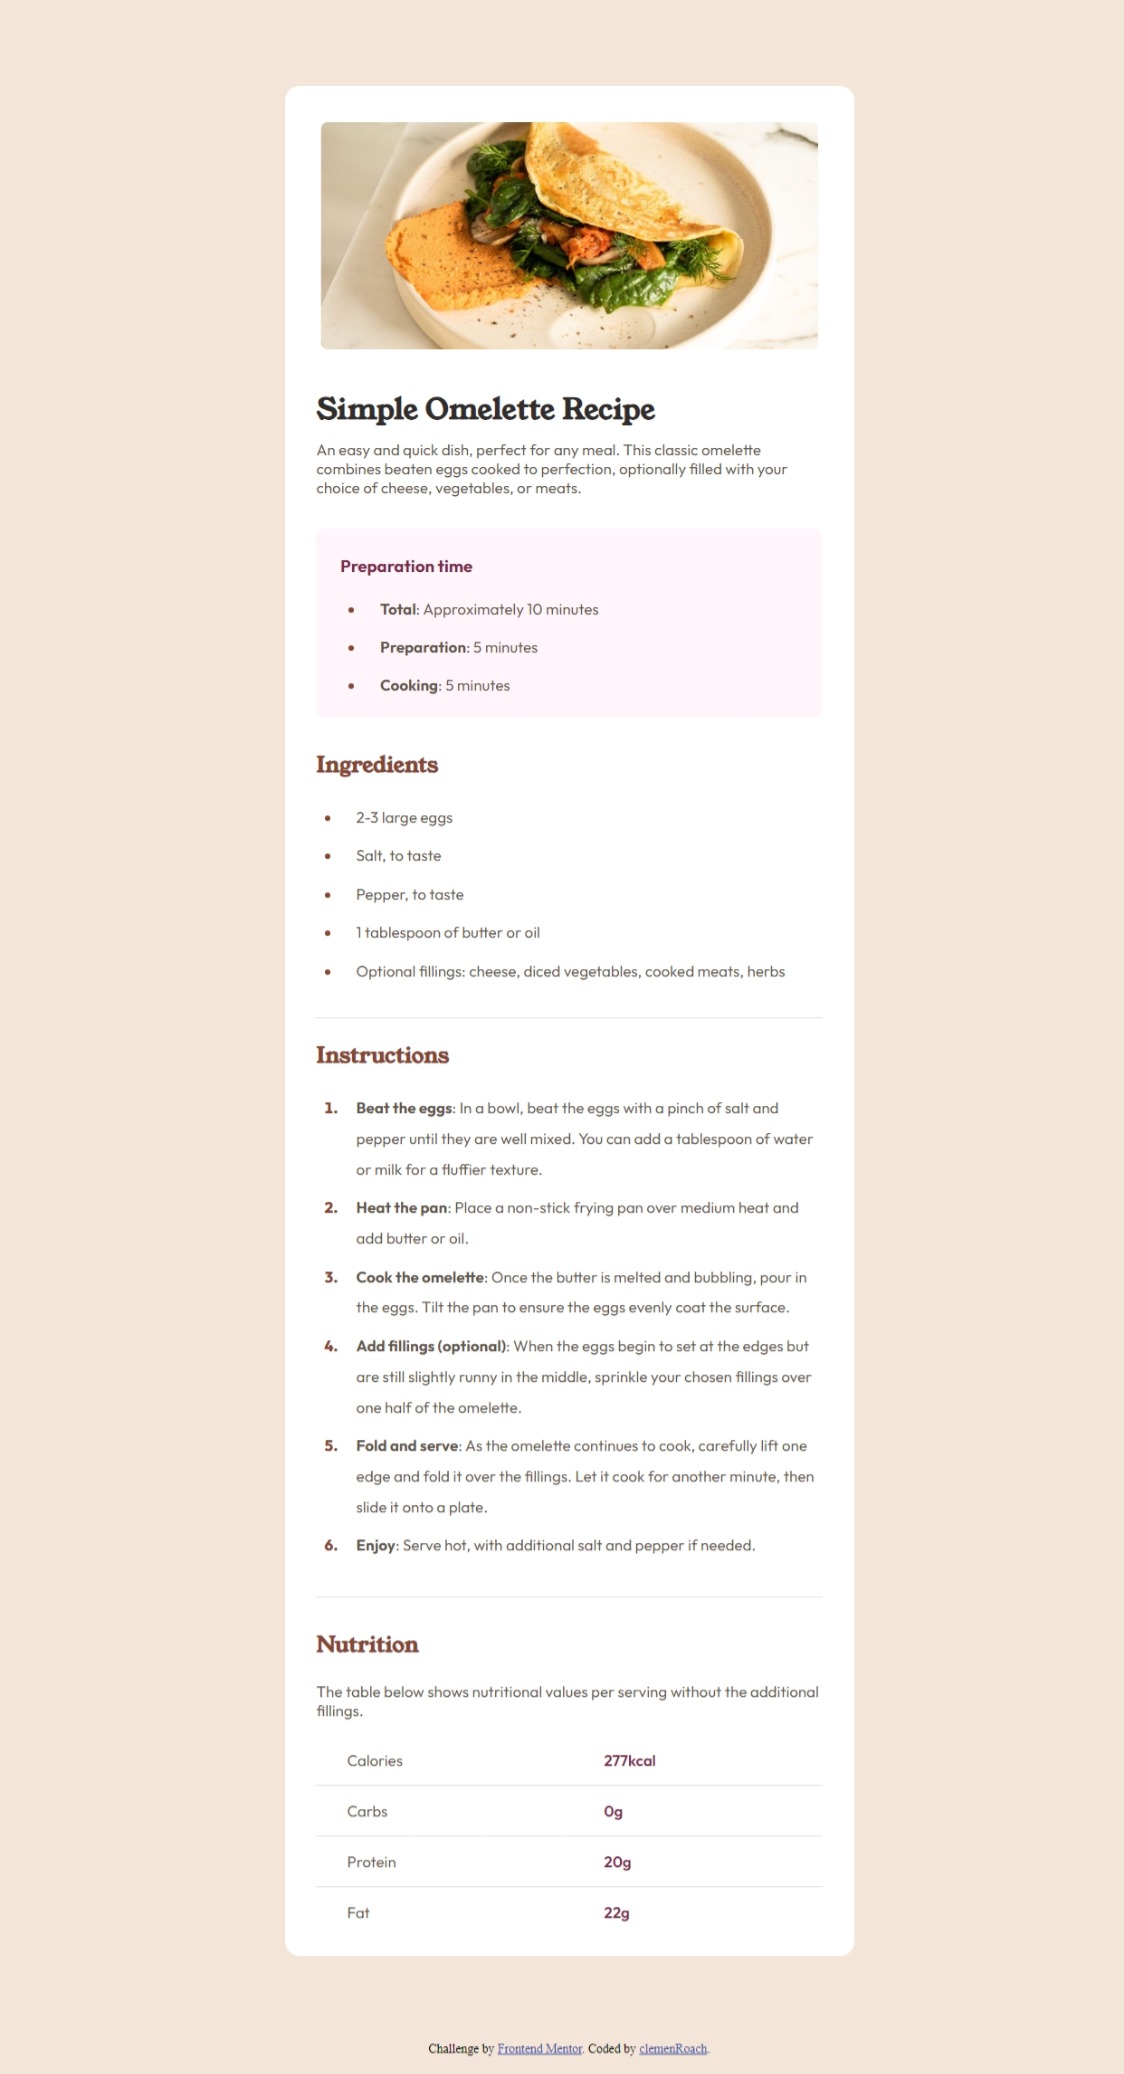 Simple Omelette Recipe
An easy and quick dish, perfect for any meal. This classic omelette
combines beaten eggs cooked to perfection, optionally filled with your
choice of cheese, vegetables, or meats.
Preparation time
• Total: Approximately 10 minutes
• Preparation: 5 minutes
• Cooking: 5 minutes
Ingredients
• 2-3 large eggs
• Salt, to taste
• Pepper, to taste
• 1 tablespoon of butter or oil
• Optional fillings: cheese, diced vegetables, cooked meats, herbs
Instructions
1. Beat the eggs: In a bowl, beat the eggs with a pinch of salt and
pepper until they are well mixed. You can add a tablespoon of water
or milk for a fluffier texture.
2. Heat the pan: Place a non-stick frying pan over medium heat and
add butter or oil.
3. Cook the omelette: Once the butter is melted and bubbling, pour in
the eggs. Tilt the pan to ensure the eggs evenly coat the surface.
4. Add fillings (optional): When the eggs begin to set at the edges but
are still slightly runny in the middle, sprinkle your chosen fillings over
one half of the omelette.
5. Fold and serve: As the omelette continues to cook, carefully lift one
edge and fold it over the fillings. Let it cook for another minute, then
slide it onto a plate.
6. Enjoy: Serve hot, with additional salt and pepper if needed.
Nutrition
The table below shows nutritional values per serving without the additional
fillings.
Calories 277kcal
Carbs 0g
Protein 20g
Fat 22g
Challenge by Frontend Mentor. Coded by clemenRoach.